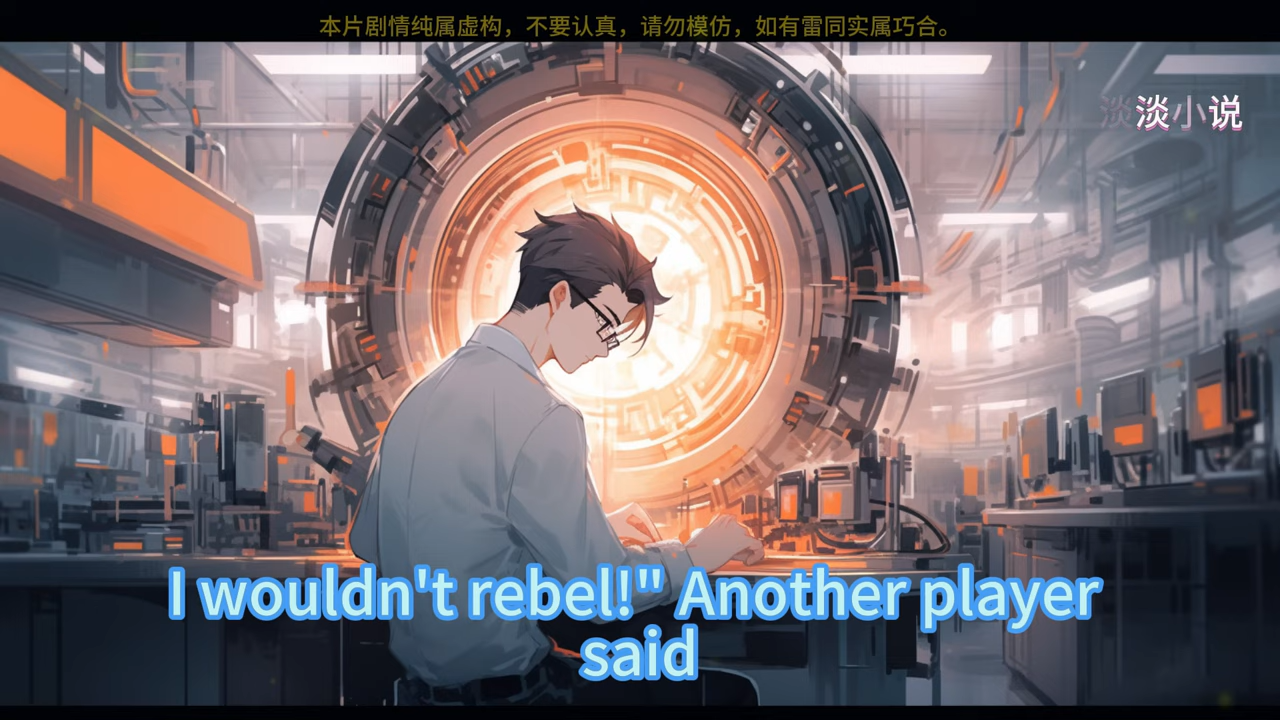 本片剧情纯属虚构，不要认真，请勿模仿，如有雷同实属巧合。
淡淡小说
I wouldn't rebel!" Another player
said